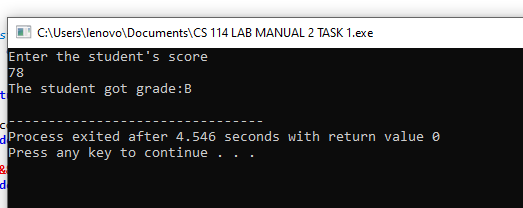 C:\Users\lenovo\Documents\CS 114 LAB MANUAL 2 TASK 1.exe
Enter the student's score
78
The student got grade:B
--------------------------------
Process exited after 4.546 seconds with return value 0
Press any key to continue . . .